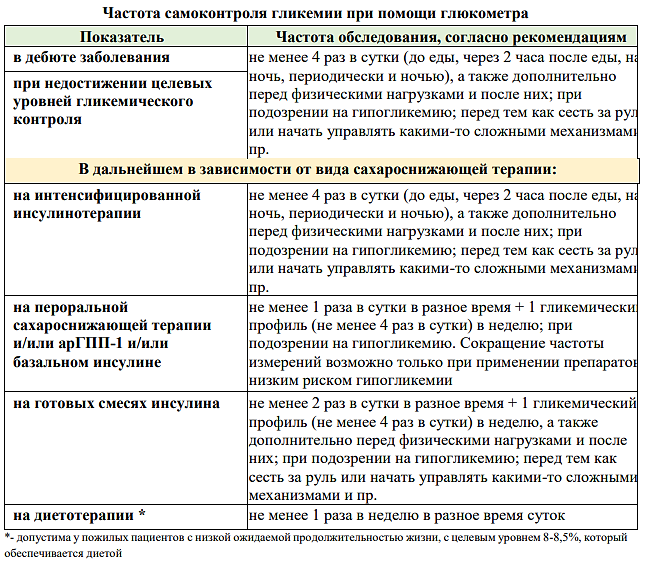 Частота самоконтроля гликемии при помощи глюкометра
Показатель
Частота обследования, согласно рекомендациям
в дебюте заболевания
при недостижении целевых
уровней гликемического
контроля
не менее 4 раз в сутки (до еды, через 2 часа после еды, на
ночь, периодически и ночью), а также дополнительно
перед физическими нагрузками и после них; при
подозрении на гипогликемию; перед тем как сесть за рул
или начать управлять какими-то сложными механизмами
пр.
В дальнейшем в зависимости от вида сахароснижающей терапии:
на интенсифицированной
инсулинотерапии
не менее 4 раз в сутки (до еды, через 2 часа после еды, на
ночь, периодически и ночью), а также дополнительно
перед физическими нагрузками и после них; при
подозрении на гипогликемию; перед тем как сесть за рул
или начать управлять какими-то сложными механизмами
пр.
на пероральной
сахароснижающей терапии
и/или арГПП-1 и/или
базальном инсулине
не менее 1 раза в сутки в разное время + 1 гликемический
профиль (не менее 4 раз в сутки) в неделю; при
подозрении на гипогликемию. Сокращение частоты
измерений возможно только при применении препаратов
низким риском гипогликемии
на готовых смесях инсулина
не менее 2 раз в сутки в разное время + 1 гликемический
профиль (не менее 4 раз в сутки) в неделю, а также
дополнительно перед физическими нагрузками и после
них; при подозрении на гипогликемию; перед тем как
сесть за руль или начать управлять какими-то сложными
механизмами и пр.
на диетотерапии *
не менее 1 раза в неделю в разное время суток
*- допустима у пожилых пациентов с низкой ожидаемой продолжительностью жизни, с целевым уровнем 8-8,5%, который
обеспечивается диетой